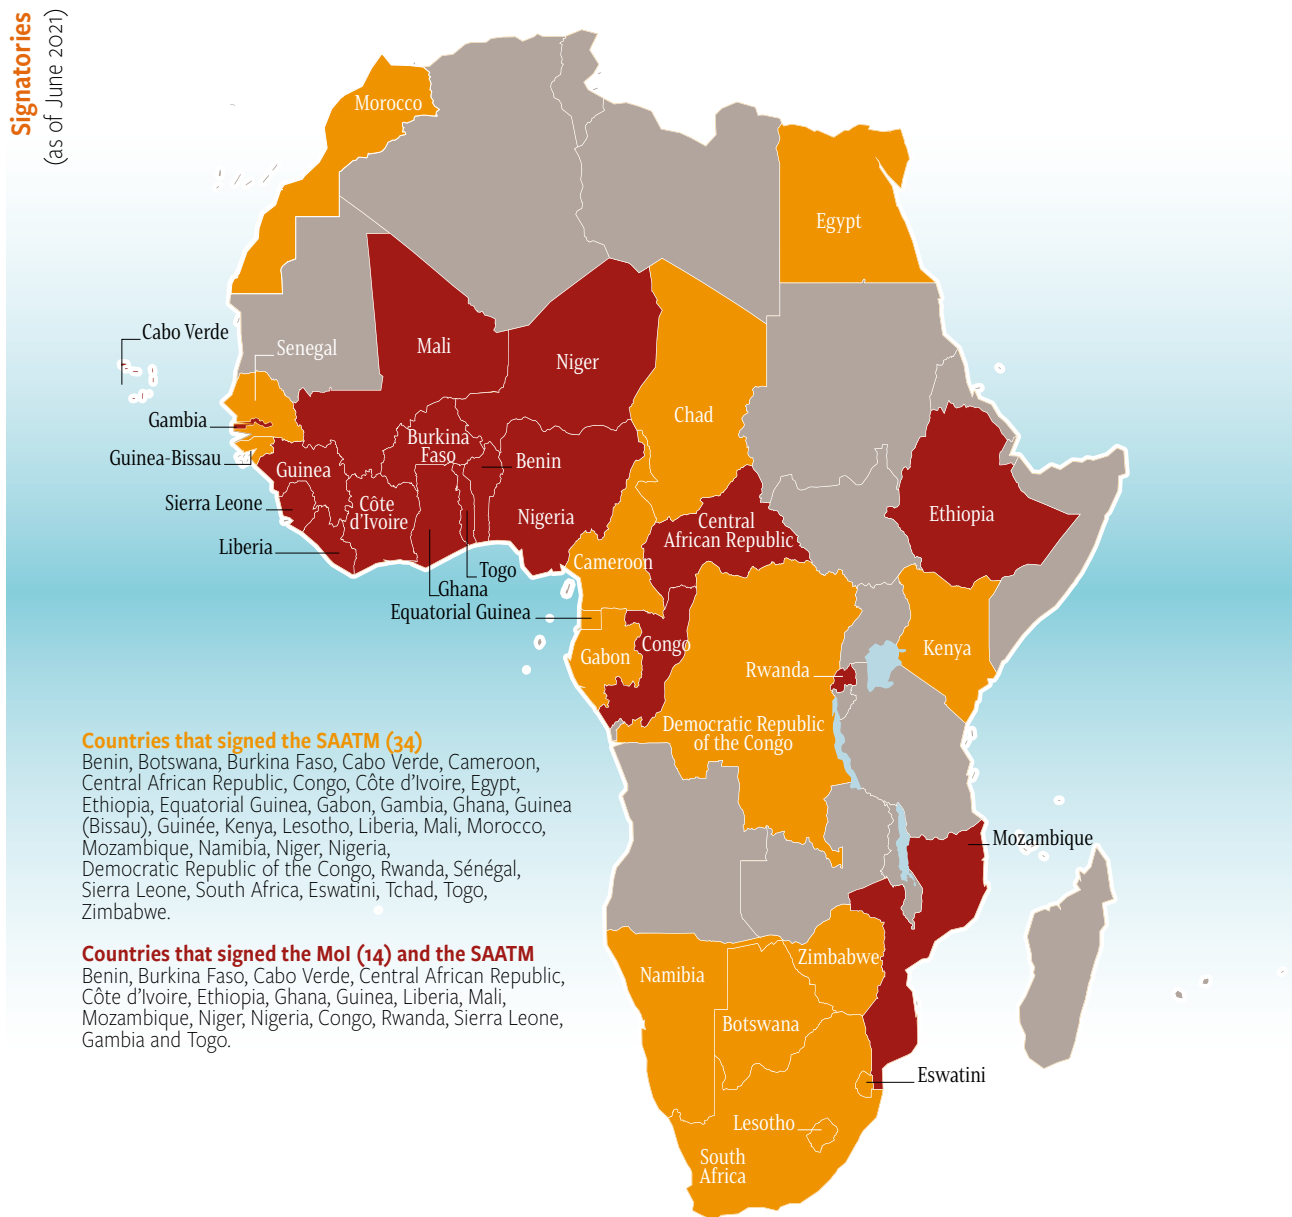 Signatories
(as of June 2021)
Morocco
Egypt
Cabo Verde
Senegal
Mali
Niger
Chad
Gambia
Burkina
Faso
Guinea-Bissau
Guinea
Benin
Sierra Leone
Côte
d'Ivoire
Nigeria
Central
African Republic
Ethiopia
Liberia
Cameroon
Togo
Ghana
Equatorial Guinea
Congo
Gabon
Kenya
Rwanda
Democratic Republic
of the Congo
Countries that signed the SAATM (34)
Benin, Botswana, Burkina Faso, Cabo Verde, Cameroon,
Central African Republic, Congo, Côte d'Ivoire, Egypt,
Ethiopia, Equatorial Guinea, Gabon, Gambia, Ghana, Guinea
(Bissau), Guinée, Kenya, Lesotho, Liberia, Mali, Morocco,
Mozambique, Namibia, Niger, Nigeria,
Democratic Republic of the Congo, Rwanda, Sénégal,
Sierra Leone, South Africa, Eswatini, Tchad, Togo,
Zimbabwe.
Mozambique
Countries that signed the MoI (14) and the SAATM
Benin, Burkina Faso, Cabo Verde, Central African Republic,
Côte d'Ivoire, Ethiopia, Ghana, Guinea, Liberia, Mali,
Mozambique, Niger, Nigeria, Congo, Rwanda, Sierra Leone,
Gambia and Togo.
Zimbabwe
Namibia
Botswana
Eswatini
Lesotho
South
Africa